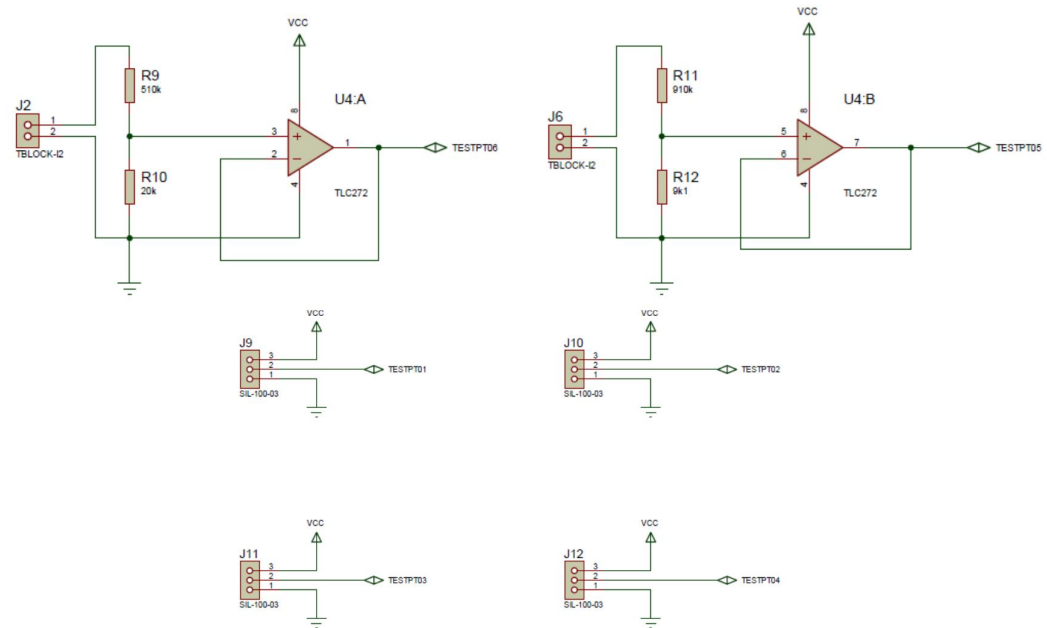 VCC
R9
510k
J2
1
2
TBLOCK-I2
R10
20k
U4:A
8
3
2
1
4
+
−
TLC272
TESTPT06
VCC
R11
910k
J6
1
2
TBLOCK-I2
R12
9k1
U4:B
8
5
6
7
4
+
−
TLC272
TESTPT05
VCC
J9
3
2
1
SIL-100-03
TESTPT01
VCC
J10
3
2
1
SIL-100-03
TESTPT02
VCC
J11
3
2
1
SIL-100-03
TESTPT03
VCC
J12
3
2
1
SIL-100-03
TESTPT04